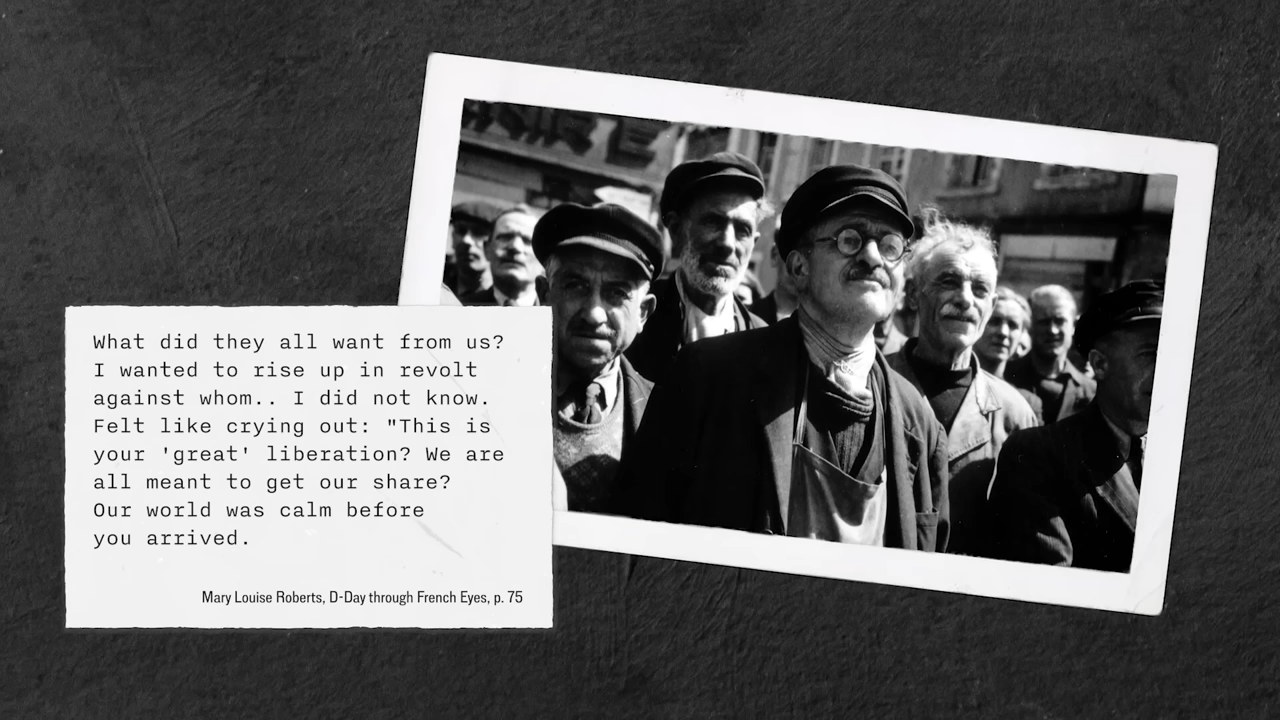 What did they all want from us?
I wanted to rise up in revolt
against whom.. I did not know.
Felt like crying out: "This is
your 'great' liberation? We are
all meant to get our share?
Our world was calm before
you arrived.
Mary Louise Roberts, D-Day through French Eyes, p. 75